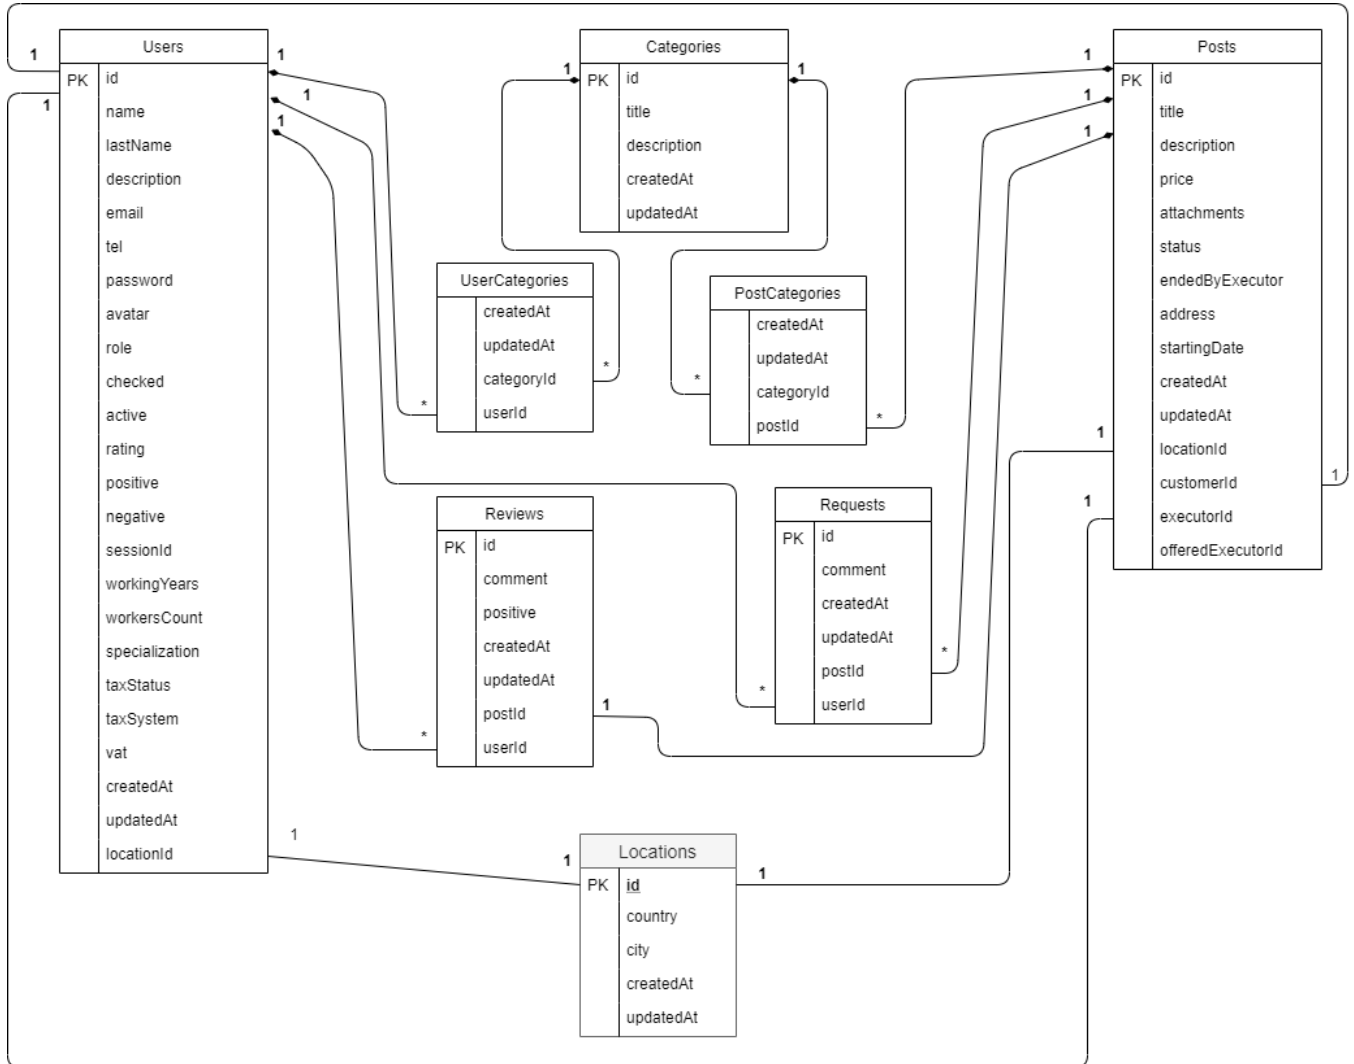 Users
PK id
name
lastName
description
email
tel
password
avatar
role
checked
active
rating
positive
negative
sessionId
workingYears
workersCount
specialization
taxStatus
taxSystem
vat
createdAt
updatedAt
locationId
1
1
1
1
1
1
Categories
PK id
title
description
createdAt
updatedAt
1
1
UserCategories
createdAt
updatedAt
categoryId
userId
*
*
PostCategories
createdAt
updatedAt
categoryId
postId
*
*
Reviews
PK id
comment
positive
createdAt
updatedAt
postId
userId
1
*
Requests
PK id
comment
createdAt
updatedAt
postId
userId
*
*
Locations
PK id
country
city
createdAt
updatedAt
1
1
Posts
PK id
title
description
price
attachments
status
endedByExecutor
address
startingDate
createdAt
updatedAt
locationId
customerId
executorId
offeredExecutorId
1
1
1
1
1
1